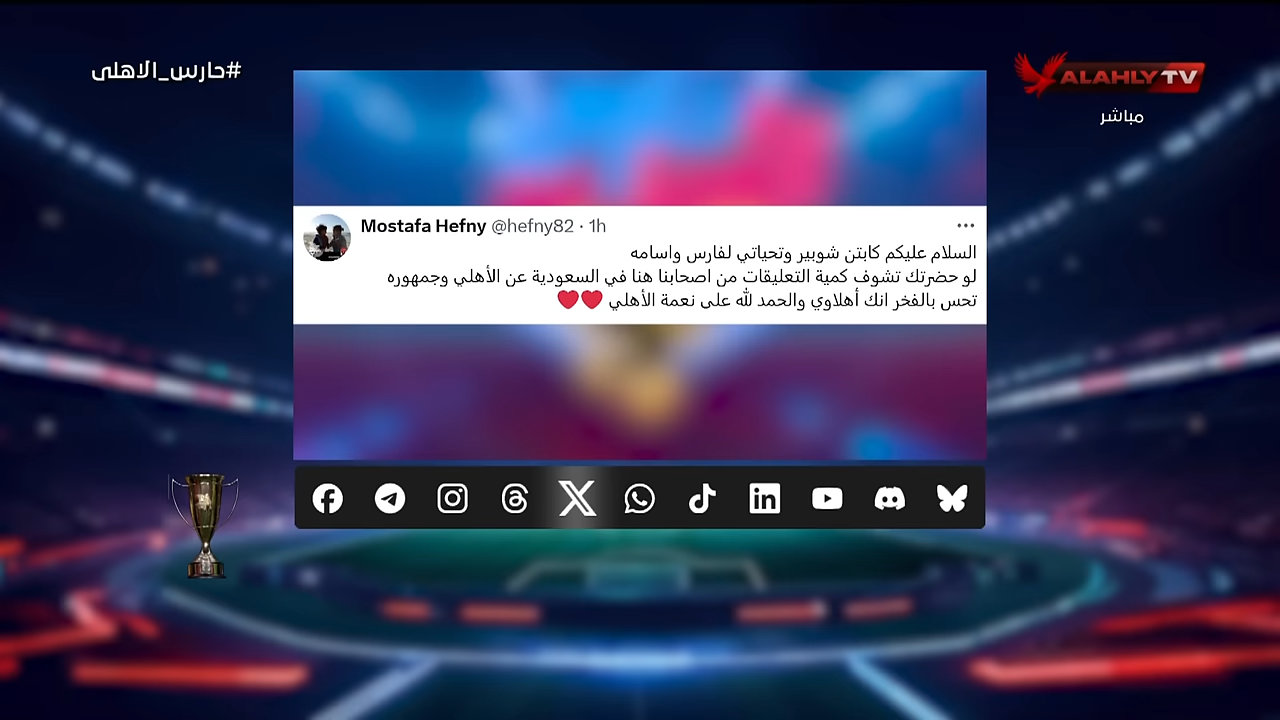 #حارس_الاهلى
ALAHLY TV
مباشر
Mostafa Hefny @hefny82 · 1h
السلام عليكم كابتن شوبير وتحياتي لفارس واسامه
لو حضرتك تشوف كمية التعليقات من اصحابنا هنا في السعودية عن الأهلي وجمهوره
تحس بالفخر انك أهلاوي والحمد لله على نعمة الأهلي ❤️❤️